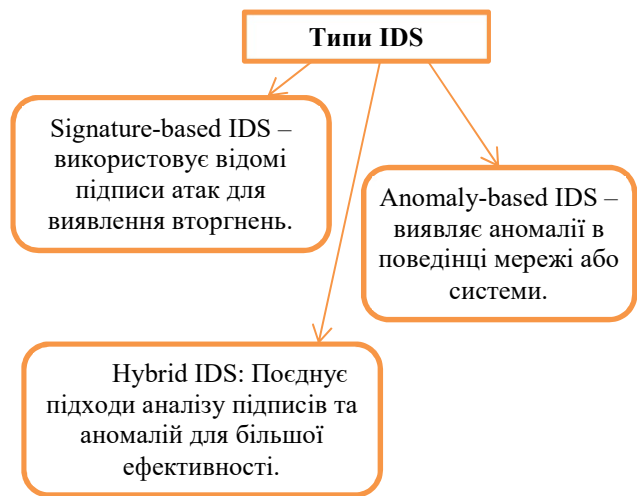 Типи IDS
Signature-based IDS –
використовує відомі
підписи атак для
виявлення вторгнень.
Anomaly-based IDS –
виявляє аномалії в
поведінці мережі або
системи.
Hybrid IDS: Поєднує
підходи аналізу підписів та
аномалій для більшої
ефективності.